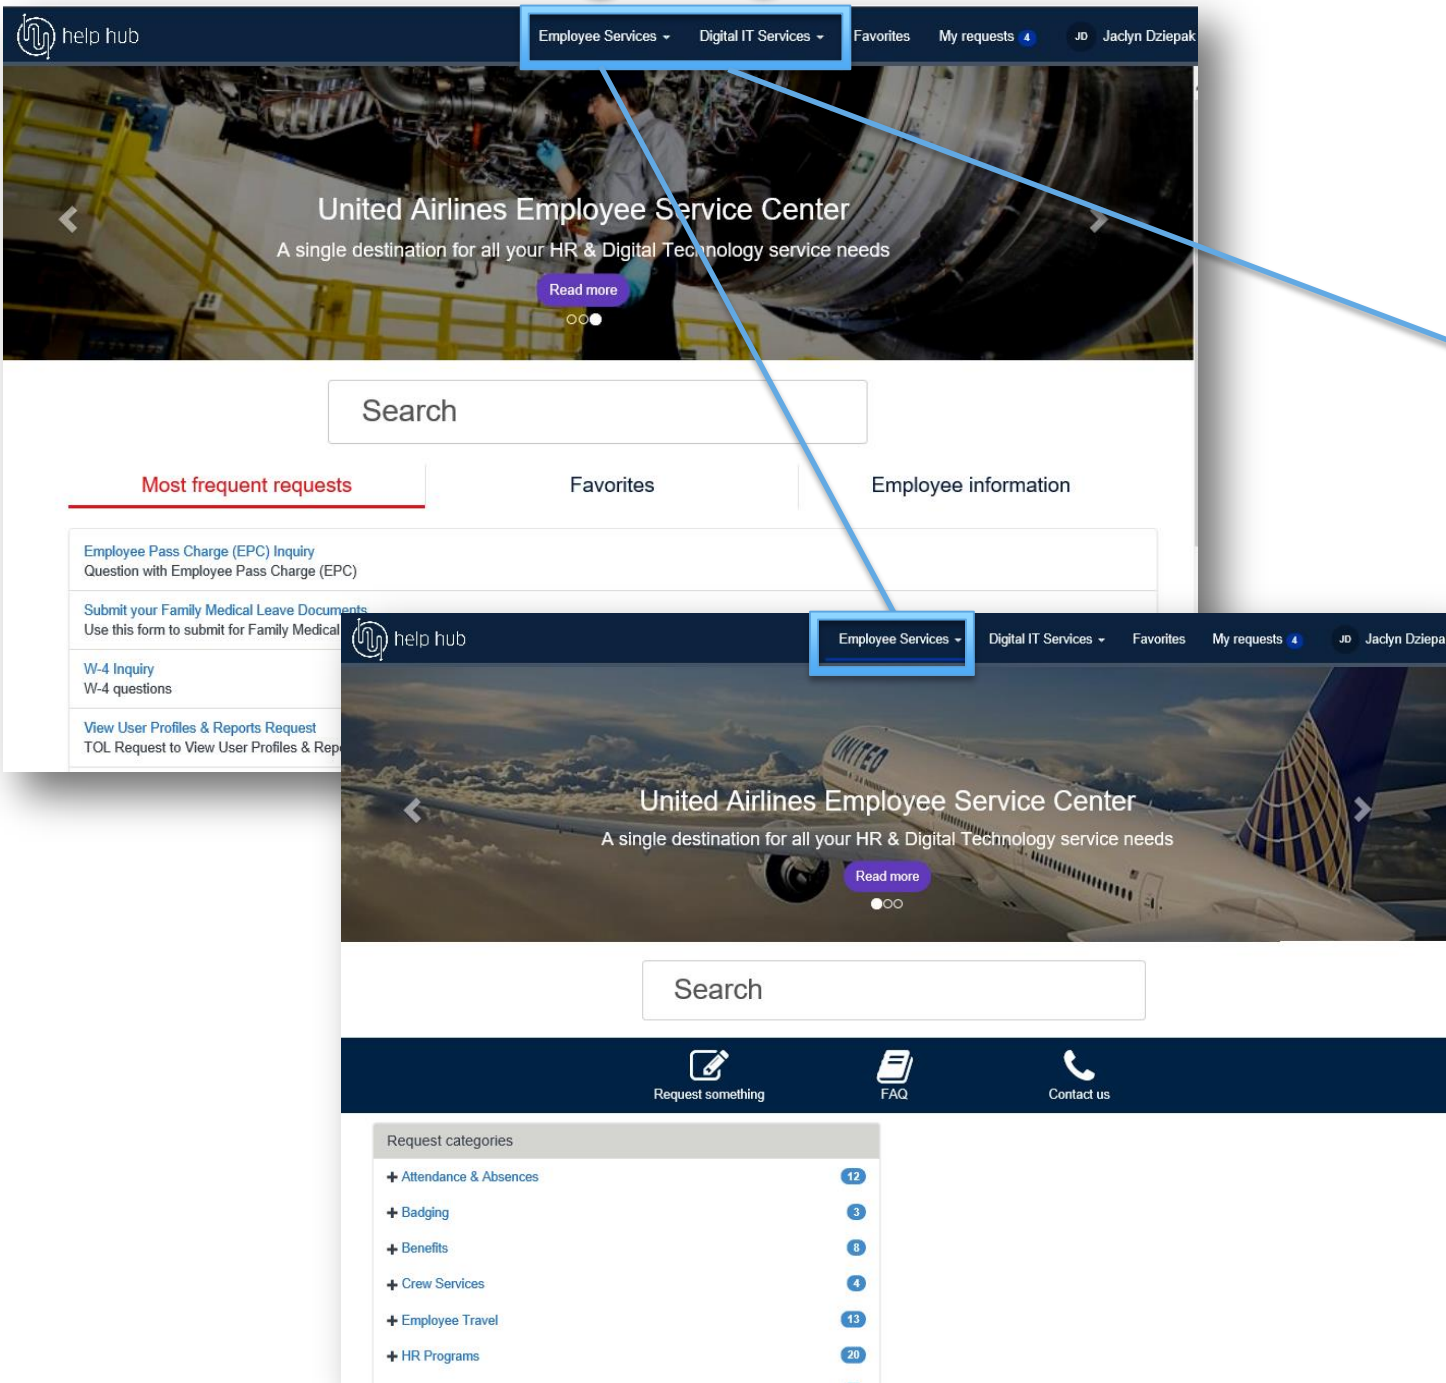 help hub
Employee Services
Digital IT Services
Favorites
My requests 4
JD Jaclyn Dziepak
United Airlines Employee Service Center
A single destination for all your HR & Digital Technology service needs
Read more
Search
Most frequent requests
Favorites
Employee information
Employee Pass Charge (EPC) Inquiry
Question with Employee Pass Charge (EPC)
Submit your Family Medical Leave Documents
Use this form to submit for Family Medical
W-4 Inquiry
W-4 questions
View User Profiles & Reports Request
TOL Request to View User Profiles & Rep
help hub
Employee Services
Digital IT Services
Favorites
My requests 4
JD Jaclyn Dziepa
UNITED
United Airlines Employee Service Center
A single destination for all your HR & Digital Technology service needs
Read more
Search
Request something
FAQ
Contact us
Request categories
Attendance & Absences 12
Badging 3
Benefits 8
Crew Services 4
Employee Travel 13
HR Programs 20